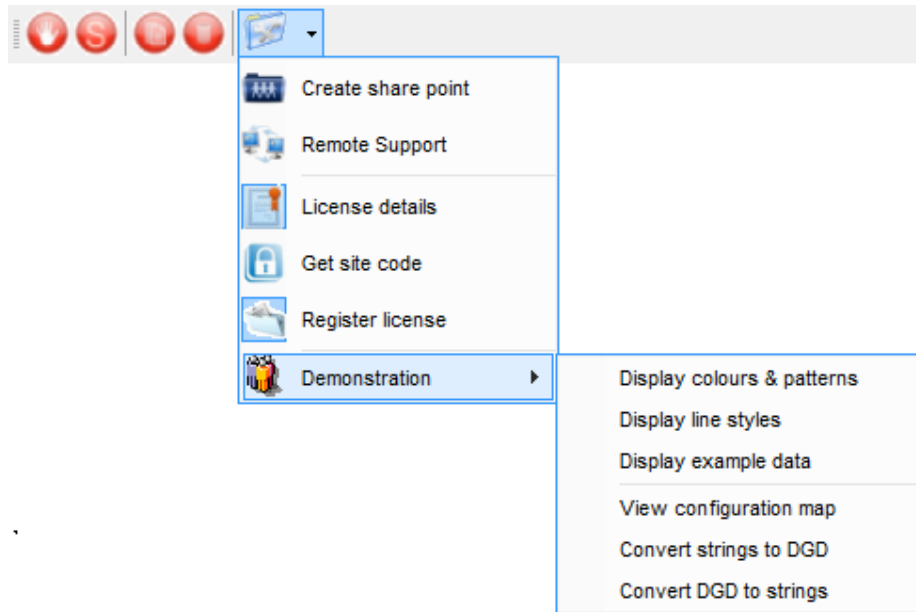 S
Create share point
Remote Support
License details
Get site code
Register license
Demonstration
Display colours & patterns
Display line styles
Display example data
View configuration map
Convert strings to DGD
Convert DGD to strings